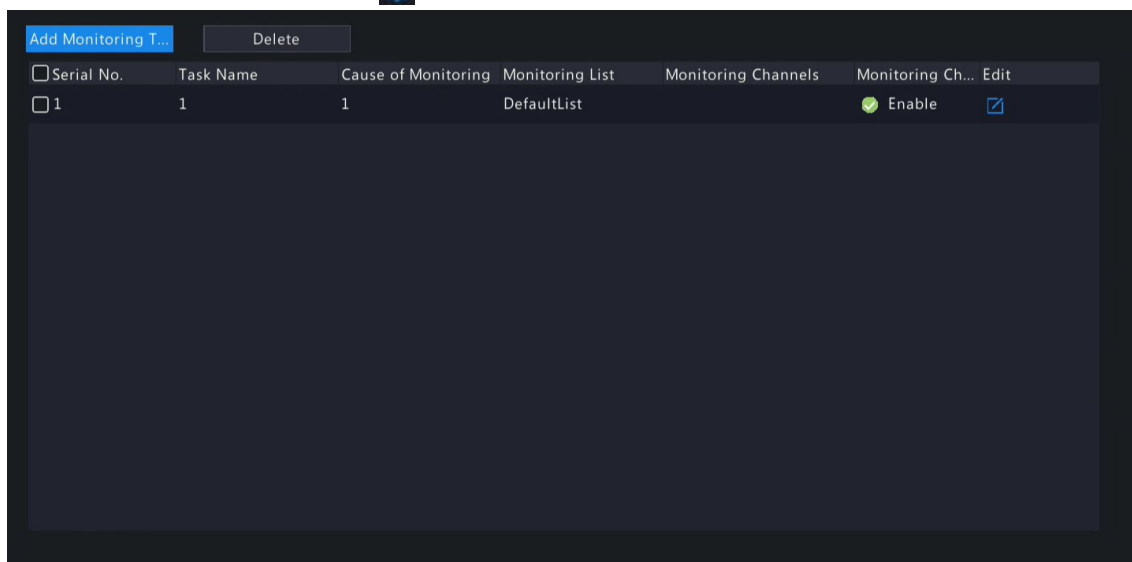 Add Monitoring T... Delete
Serial No. Task Name Cause of Monitoring Monitoring List Monitoring Channels Monitoring Ch... Edit
1 1 1 DefaultList Enable